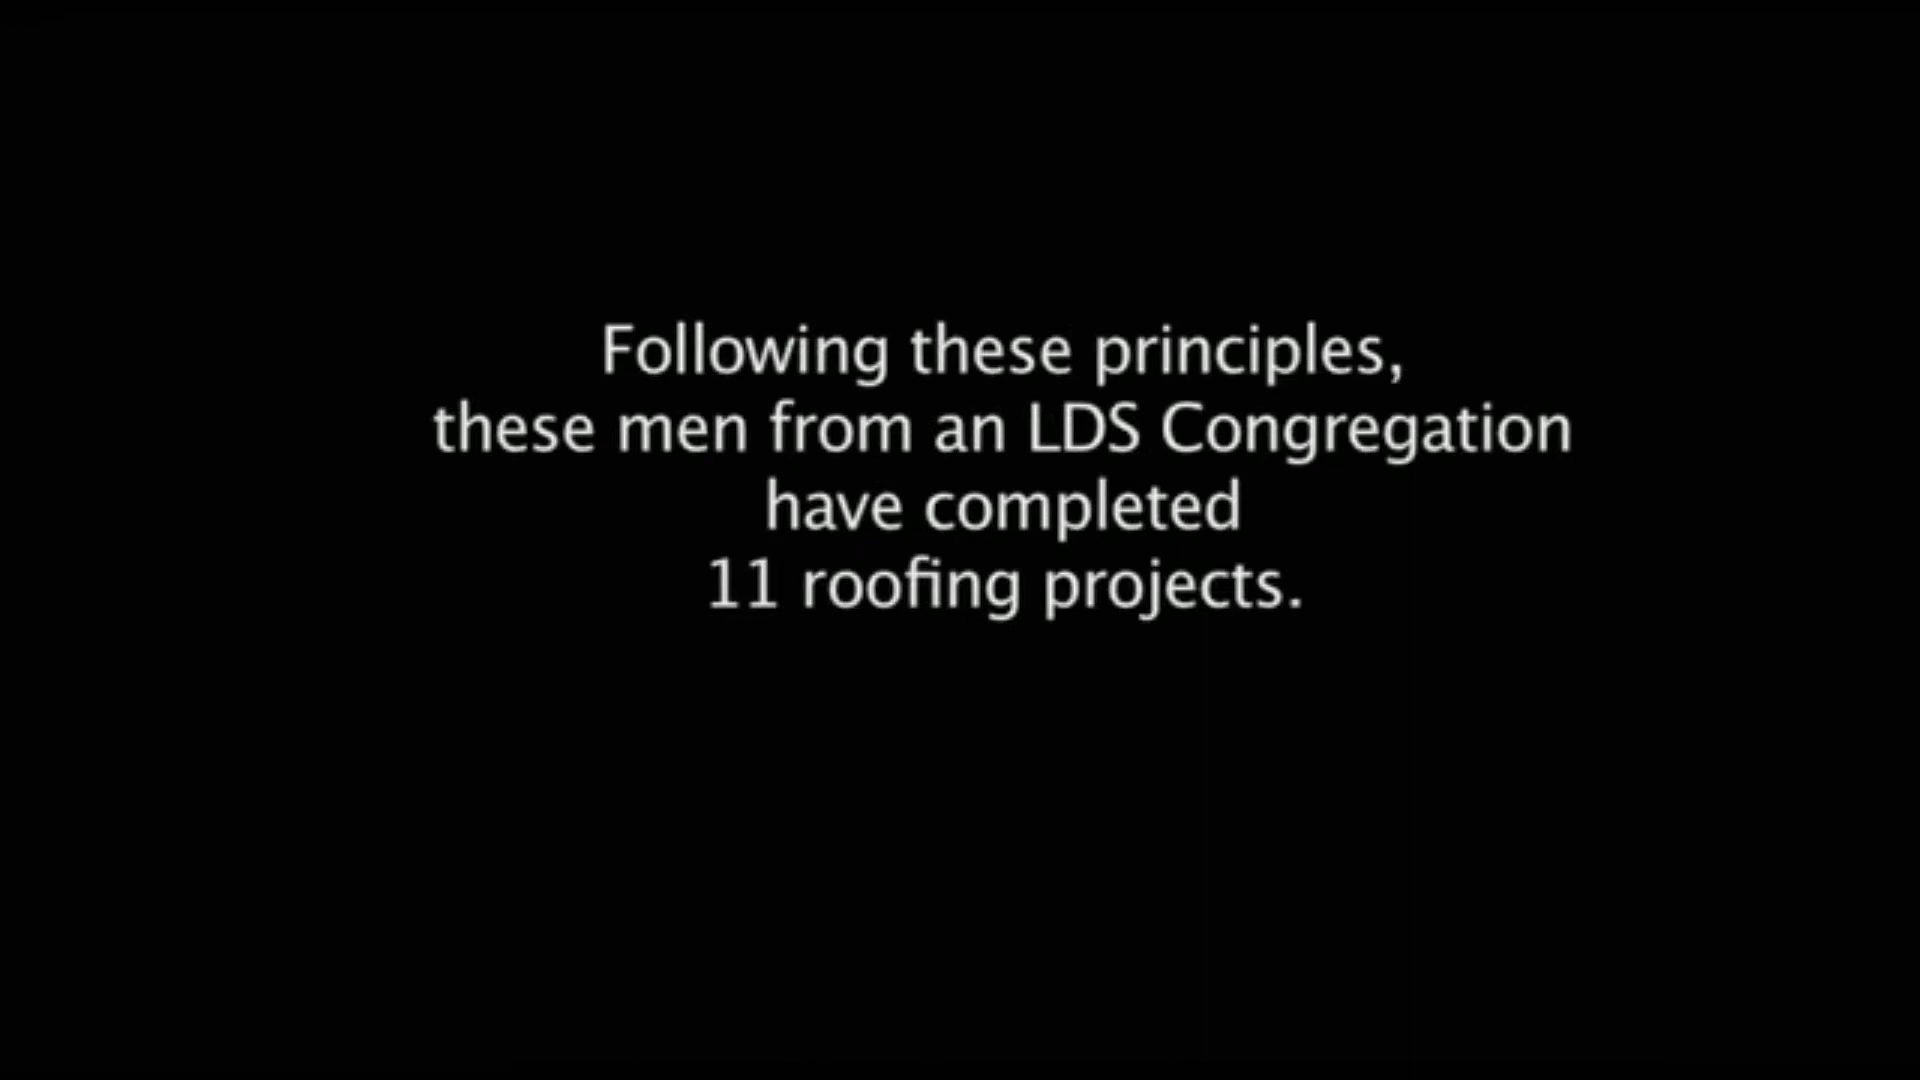 Following these principles,
these men from an LDS Congregation
have completed
11 roofing projects.